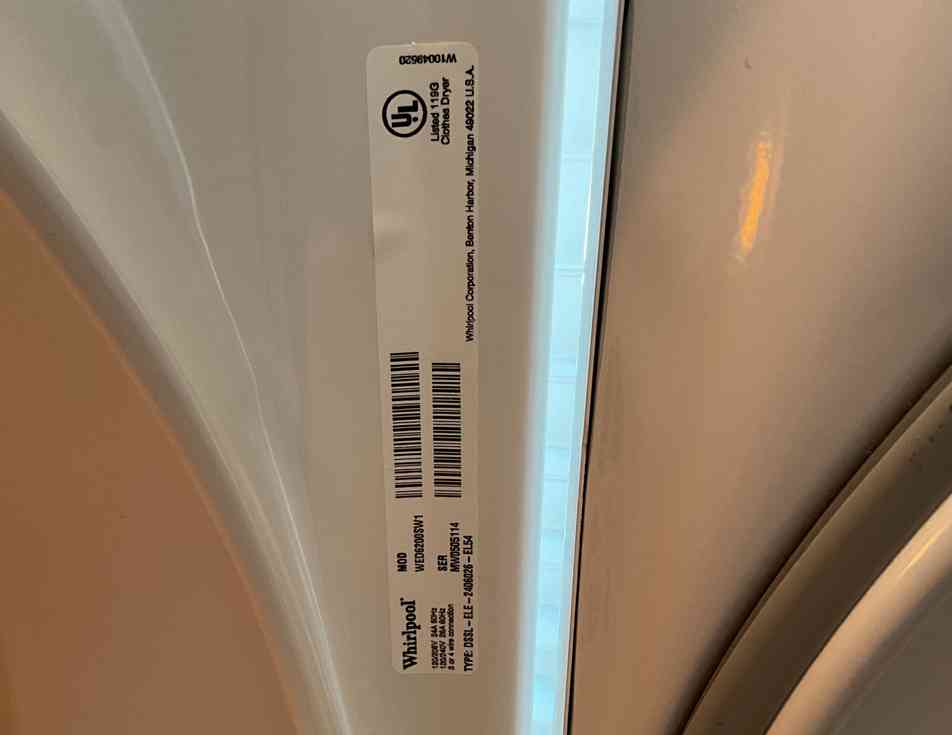 Whirlpool
120/208V 24A 60Hz
120/240V 26A 60Hz
3 or 4 wire connection
TYPE: DSSL-ELE-2406026-EL54
MOD
WED6200SW1
SER
MW0505114
Whirlpool Corporation, Benton Harbor, Michigan 49022 U.S.A.
UL
Listed 119G
Clothes Dryer
W10049620